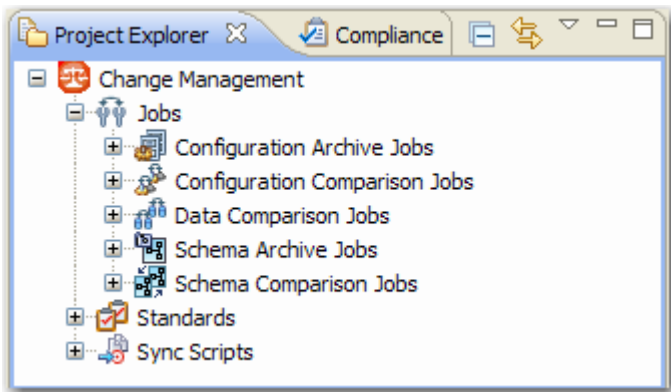 Project Explorer Compliance
Change Management
Jobs
Configuration Archive Jobs
Configuration Comparison Jobs
Data Comparison Jobs
Schema Archive Jobs
Schema Comparison Jobs
Standards
Sync Scripts